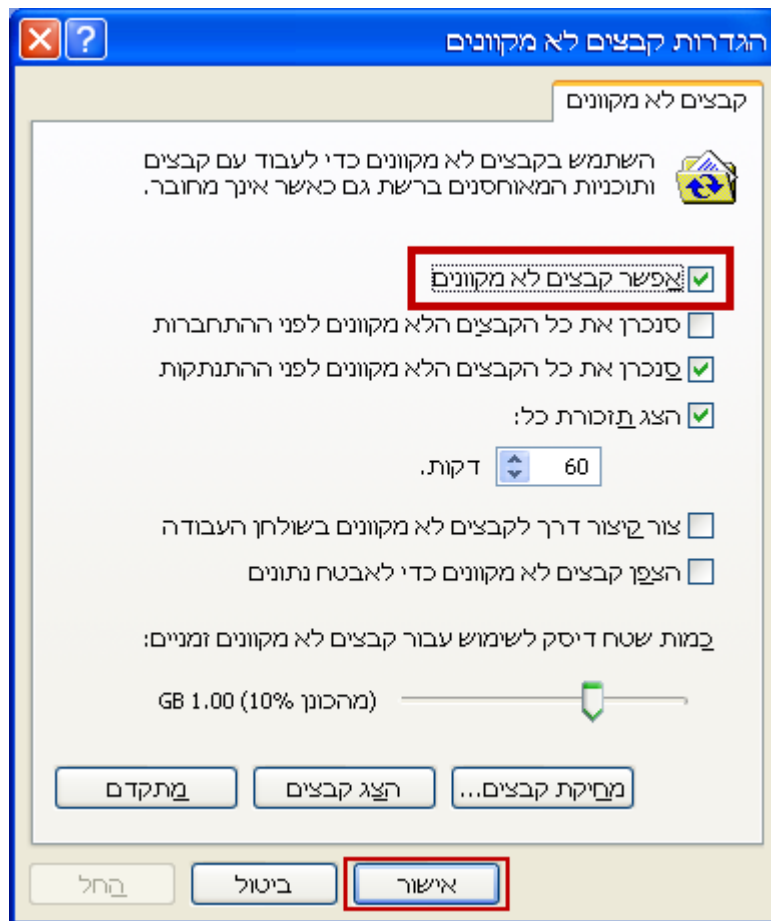 הגדרות קבצים לא מקוונים
קבצים לא מקוונים
השתמש בקבצים לא מקוונים כדי לעבוד עם קבצים
ותוכניות המאוחסנים ברשת גם כאשר אינך מחובר.
אפשר קבצים לא מקוונים
סנכרן את כל הקבצים הלא מקוונים לפני ההתחברות
סנכרן את כל הקבצים הלא מקוונים לפני ההתנתקות
הצג תזכורת כל:
60 דקות.
צור קיצור דרך לקבצים לא מקוונים בשולחן העבודה
הצפן קבצים לא מקוונים כדי לאבטח נתונים
כמות שטח דיסק לשימוש עבור קבצים לא מקוונים זמניים:
GB 1.00 (10% מהכונן)
מחיקת קבצים... הצג קבצים מתקדם
אישור ביטול החל